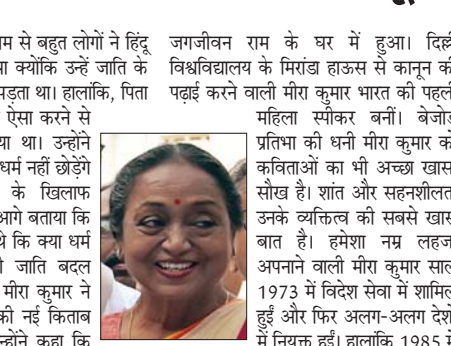 म से बहुत लोगों ने हिंदू
क्योंकि उन्हें जाति के
पड़ता था। हालांकि, पिता
ऐसा करने से
या था। उन्होंने
धर्म नहीं छोड़ेंगे
के खिलाफ
आगे बताया कि
थे कि क्या धर्म
जाति बदल
मीरा कुमार ने
की नई किताब
न्होंने कहा कि
जगजीवन राम के घर में हुआ। दिल्ली
विश्वविद्यालय के मिरांडा हाऊस से कानून की
पढ़ाई करने वाली मीरा कुमार भारत की पहली
महिला स्पीकर बनीं। बेजोड़
प्रतिभा की धनी मीरा कुमार को
कविताओं का भी अच्छा खासा
सौख है। शांत और सहनशीलता
उनके व्यक्तित्व की सबसे खास
बात है। हमेशा नम्र लहजा
अपनाने वाली मीरा कुमार साल
1973 में विदेश सेवा में शामिल
हुईं और फिर अलग-अलग देशों
में नियुक्त हुईं। हालांकि 1985 में